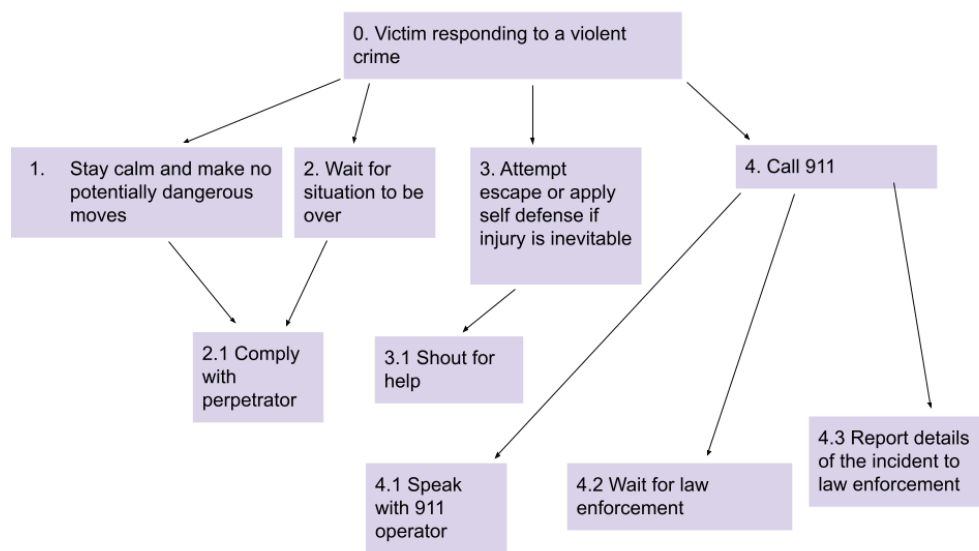 0. Victim responding to a violent
crime
1. Stay calm and make no
potentially dangerous
moves
2. Wait for
situation to be
over
3. Attempt
escape or apply
self defense if
injury is inevitable
4. Call 911
2.1 Comply
with
perpetrator
3.1 Shout for
help
4.1 Speak
with 911
operator
4.2 Wait for law
enforcement
4.3 Report details
of the incident to
law enforcement